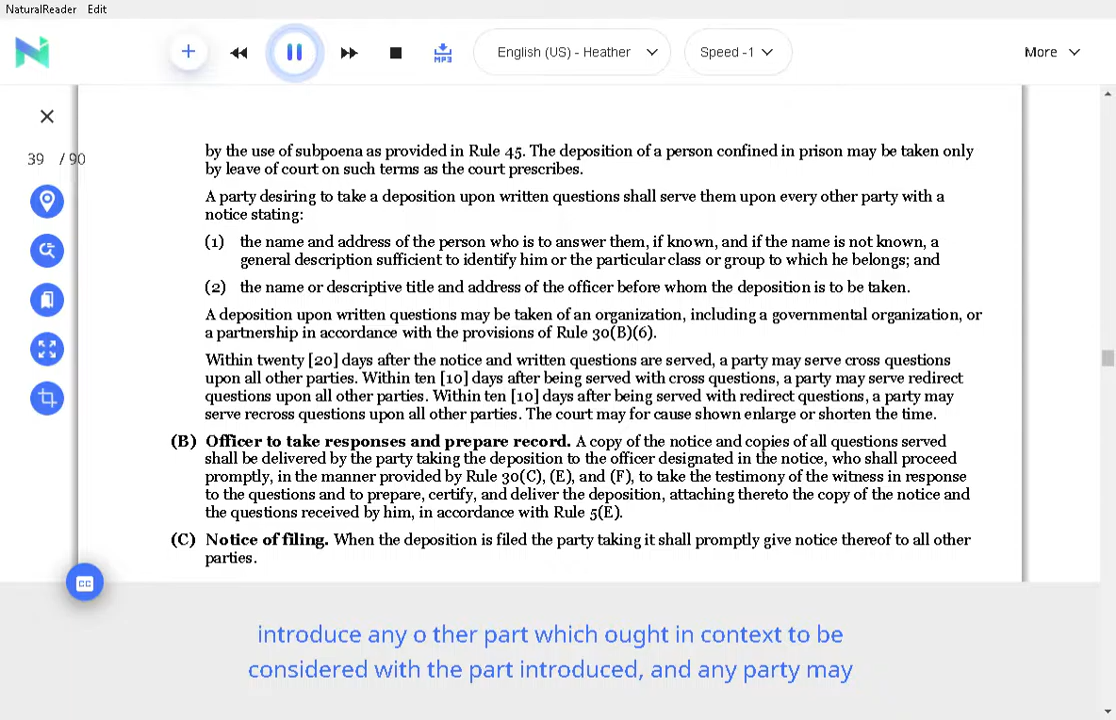 NaturalReader Edit
MP3
English (US) - Heather
Speed -1
More
39 / 90
by the use of subpoena as provided in Rule 45. The deposition of a person confined in prison may be taken only
by leave of court on such terms as the court prescribes.
A party desiring to take a deposition upon written questions shall serve them upon every other party with a
notice stating:
(1) the name and address of the person who is to answer them, if known, and if the name is not known, a
general description sufficient to identify him or the particular class or group to which he belongs; and
(2) the name or descriptive title and address of the officer before whom the deposition is to be taken.
A deposition upon written questions may be taken of an organization, including a governmental organization, or
a partnership in accordance with the provisions of Rule 30(B)(6).
Within twenty [20] days after the notice and written questions are served, a party may serve cross questions
upon all other parties. Within ten [10] days after being served with cross questions, a party may serve redirect
questions upon all other parties. Within ten [10] days after being served with redirect questions, a party may
serve recross questions upon all other parties. The court may for cause shown enlarge or shorten the time.
(B) Officer to take responses and prepare record. A copy of the notice and copies of all questions served
shall be delivered by the party taking the deposition to the officer designated in the notice, who shall proceed
promptly, in the manner provided by Rule 30(C), (E), and (F), to take the testimony of the witness in response
to the questions and to prepare, certify, and deliver the deposition, attaching thereto the copy of the notice and
the questions received by him, in accordance with Rule 5(E).
(C) Notice of filing. When the deposition is filed the party taking it shall promptly give notice thereof to all other
parties.
CC
introduce any o ther part which ought in context to be
considered with the part introduced, and any party may